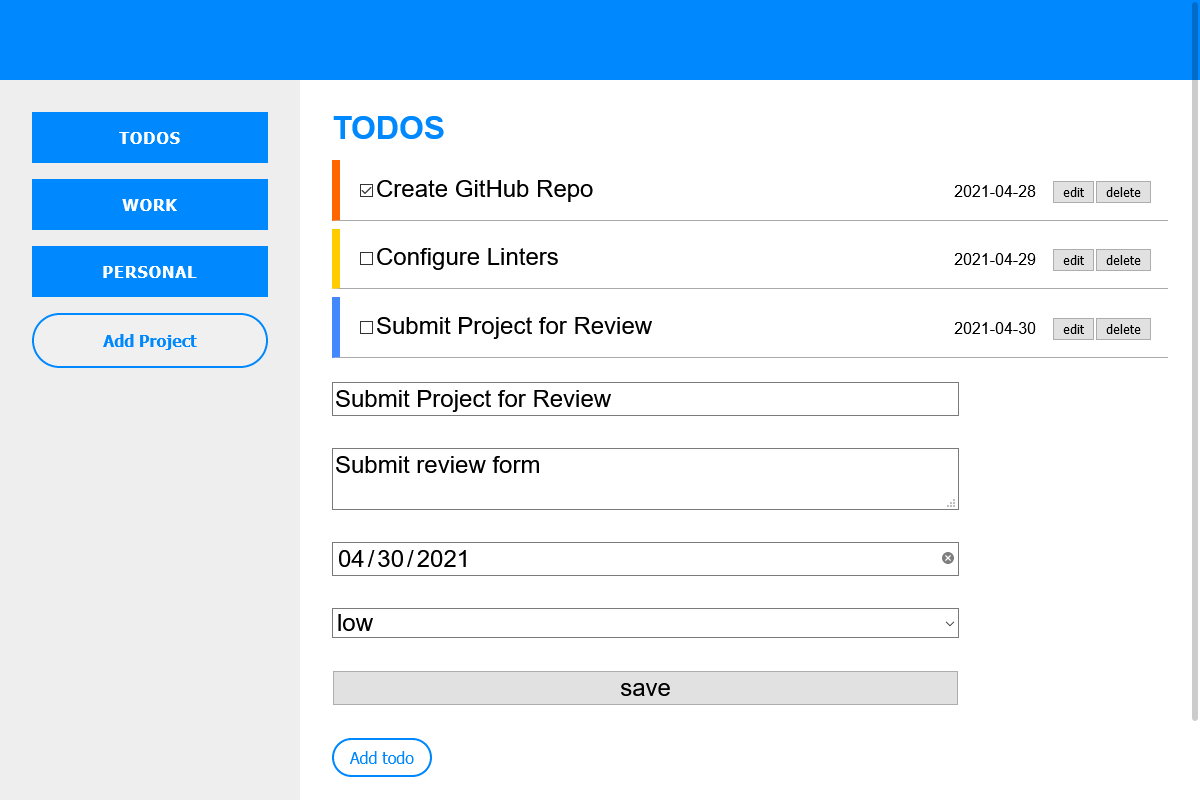 TODOS
WORK
PERSONAL
Add Project
TODOS
Create GitHub Repo 2021-04-28 edit delete
Configure Linters 2021-04-29 edit delete
Submit Project for Review 2021-04-30 edit delete
Submit Project for Review
Submit review form
04/30/2021
low
save
Add todo